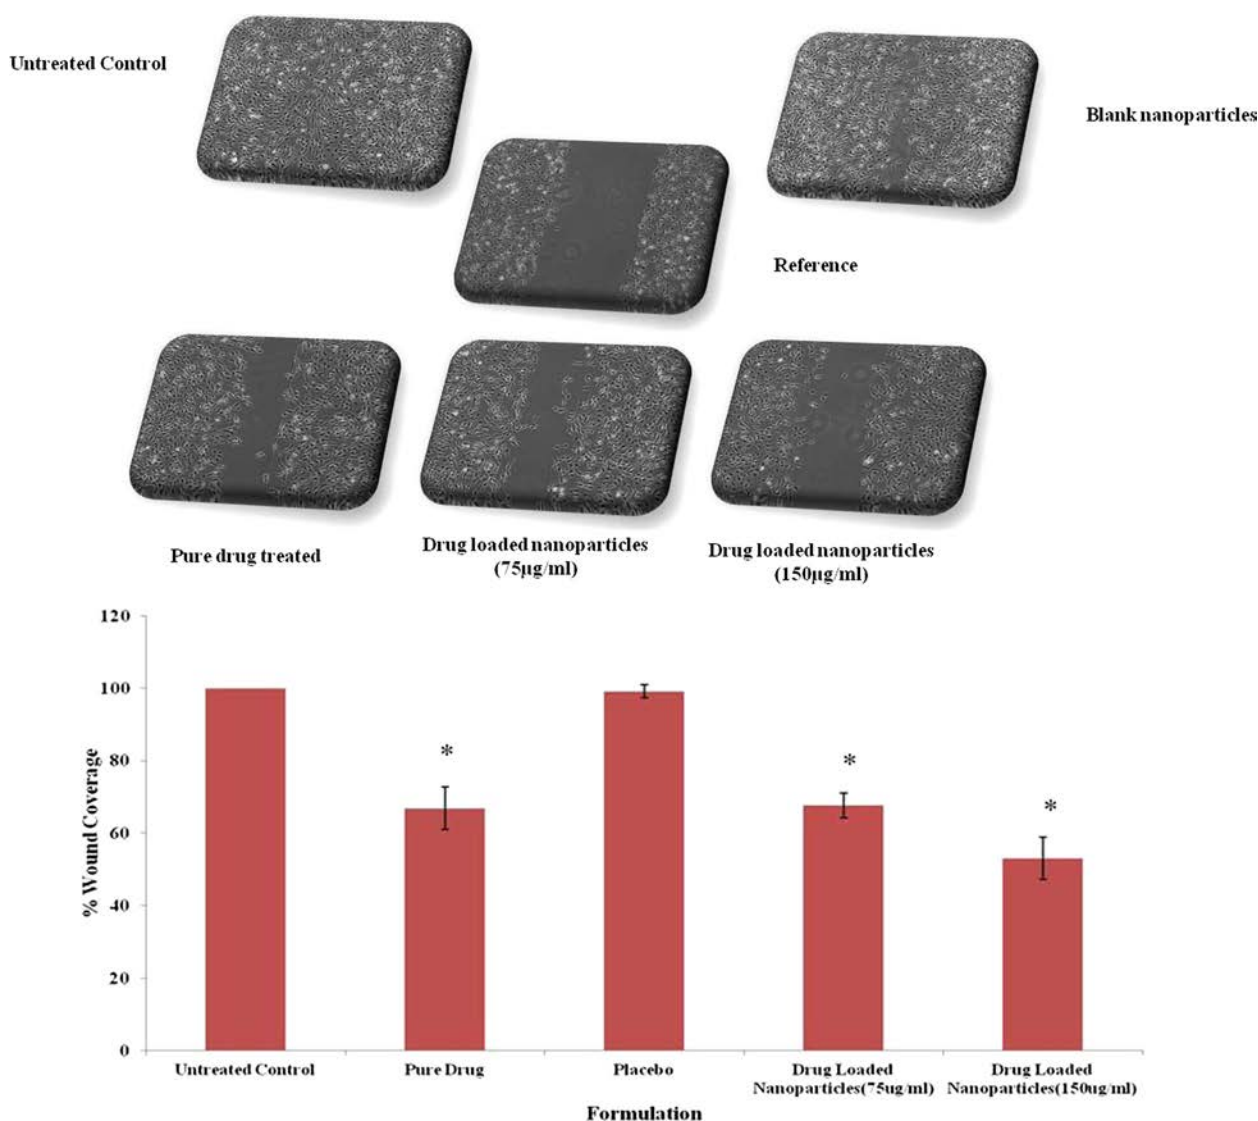 Untreated Control
Blank nanoparticles
Reference
Pure drug treated
Drug loaded nanoparticles
(75µg/ml)
Drug loaded nanoparticles
(150µg/ml)
120
100
80
60
40
20
0
% Wound Coverage
*
*
*
Untreated Control
Pure Drug
Placebo
Drug Loaded
Nanoparticles(75ug/ml)
Drug Loaded
Nanoparticles(150ug/ml)
Formulation